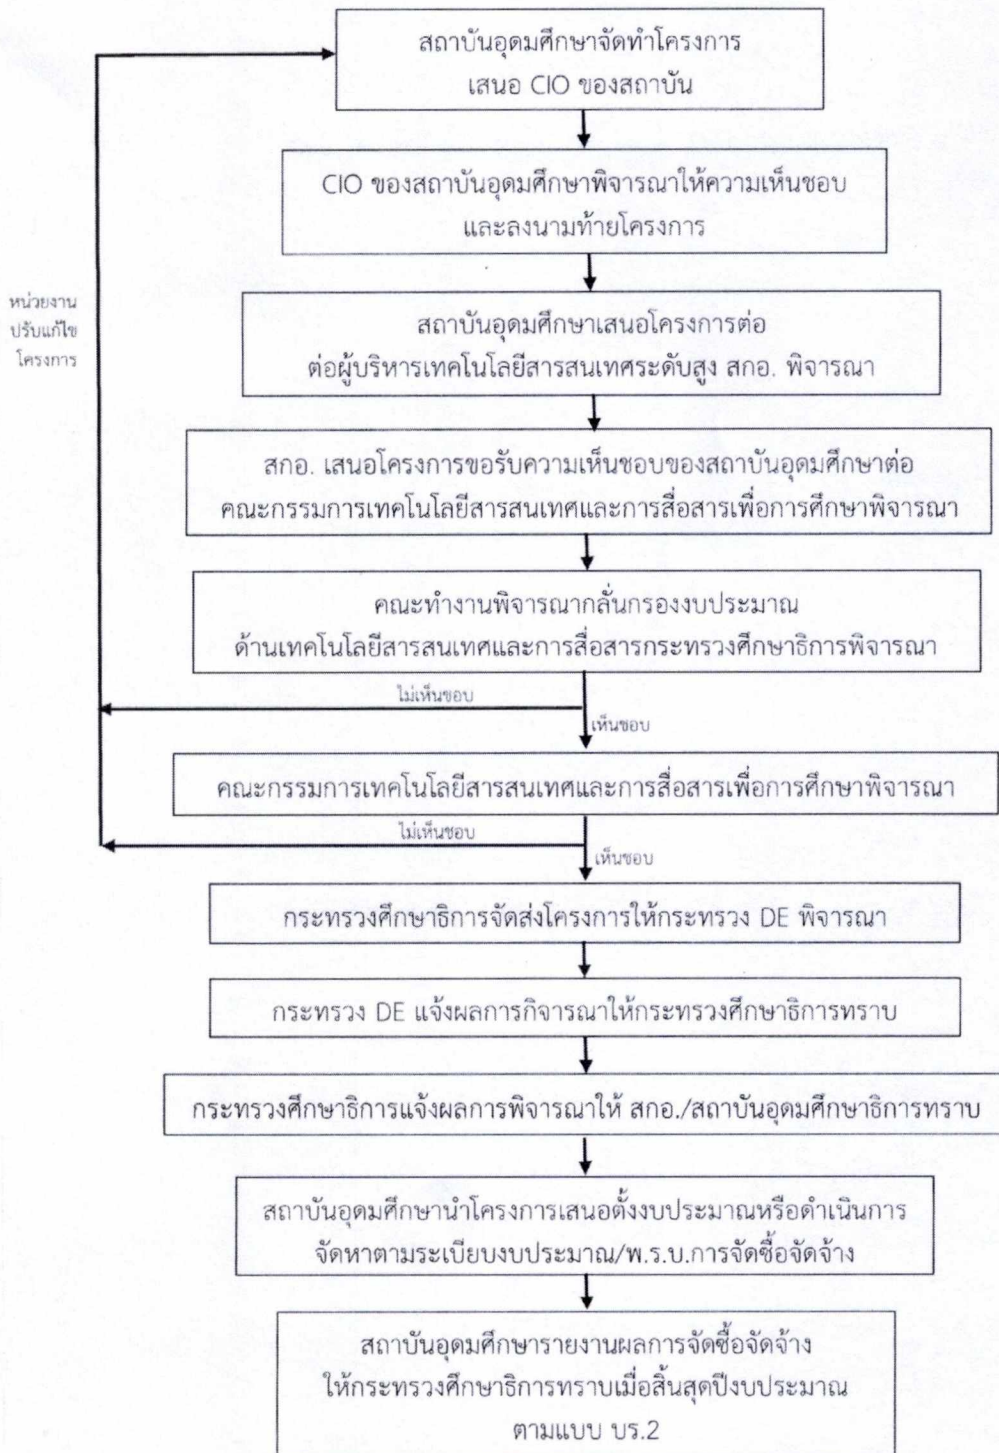 สถาบันอุดมศึกษาจัดทำโครงการ
เสนอ CIO ของสถาบัน
CIO ของสถาบันอุดมศึกษาพิจารณาให้ความเห็นชอบ
และลงนามท้ายโครงการ
หน่วยงาน
ปรับแก้ไข
โครงการ
สถาบันอุดมศึกษาเสนอโครงการต่อ
ต่อผู้บริหารเทคโนโลยีสารสนเทศระดับสูง สกอ. พิจารณา
สกอ. เสนอโครงการขอรับความเห็นชอบของสถาบันอุดมศึกษาต่อ
คณะกรรมการเทคโนโลยีสารสนเทศและการสื่อสารเพื่อการศึกษาพิจารณา
คณะทำงานพิจารณากลั่นกรองงบประมาณ
ด้านเทคโนโลยีสารสนเทศและการสื่อสารกระทรวงศึกษาธิการพิจารณา
ไม่เห็นชอบ
เห็นชอบ
คณะกรรมการเทคโนโลยีสารสนเทศและการสื่อสารเพื่อการศึกษาพิจารณา
ไม่เห็นชอบ
เห็นชอบ
กระทรวงศึกษาธิการจัดส่งโครงการให้กระทรวง DE พิจารณา
กระทรวง DE แจ้งผลการกิจารณาให้กระทรวงศึกษาธิการทราบ
กระทรวงศึกษาธิการแจ้งผลการพิจารณาให้ สกอ./สถาบันอุดมศึกษาธิการทราบ
สถาบันอุดมศึกษานำโครงการเสนอตั้งงบประมาณหรือดำเนินการ
จัดหาตามระเบียบงบประมาณ/พ.ร.บ.การจัดซื้อจัดจ้าง
สถาบันอุดมศึกษารายงานผลการจัดซื้อจัดจ้าง
ให้กระทรวงศึกษาธิการทราบเมื่อสิ้นสุดปีงบประมาณ
ตามแบบ บร.2